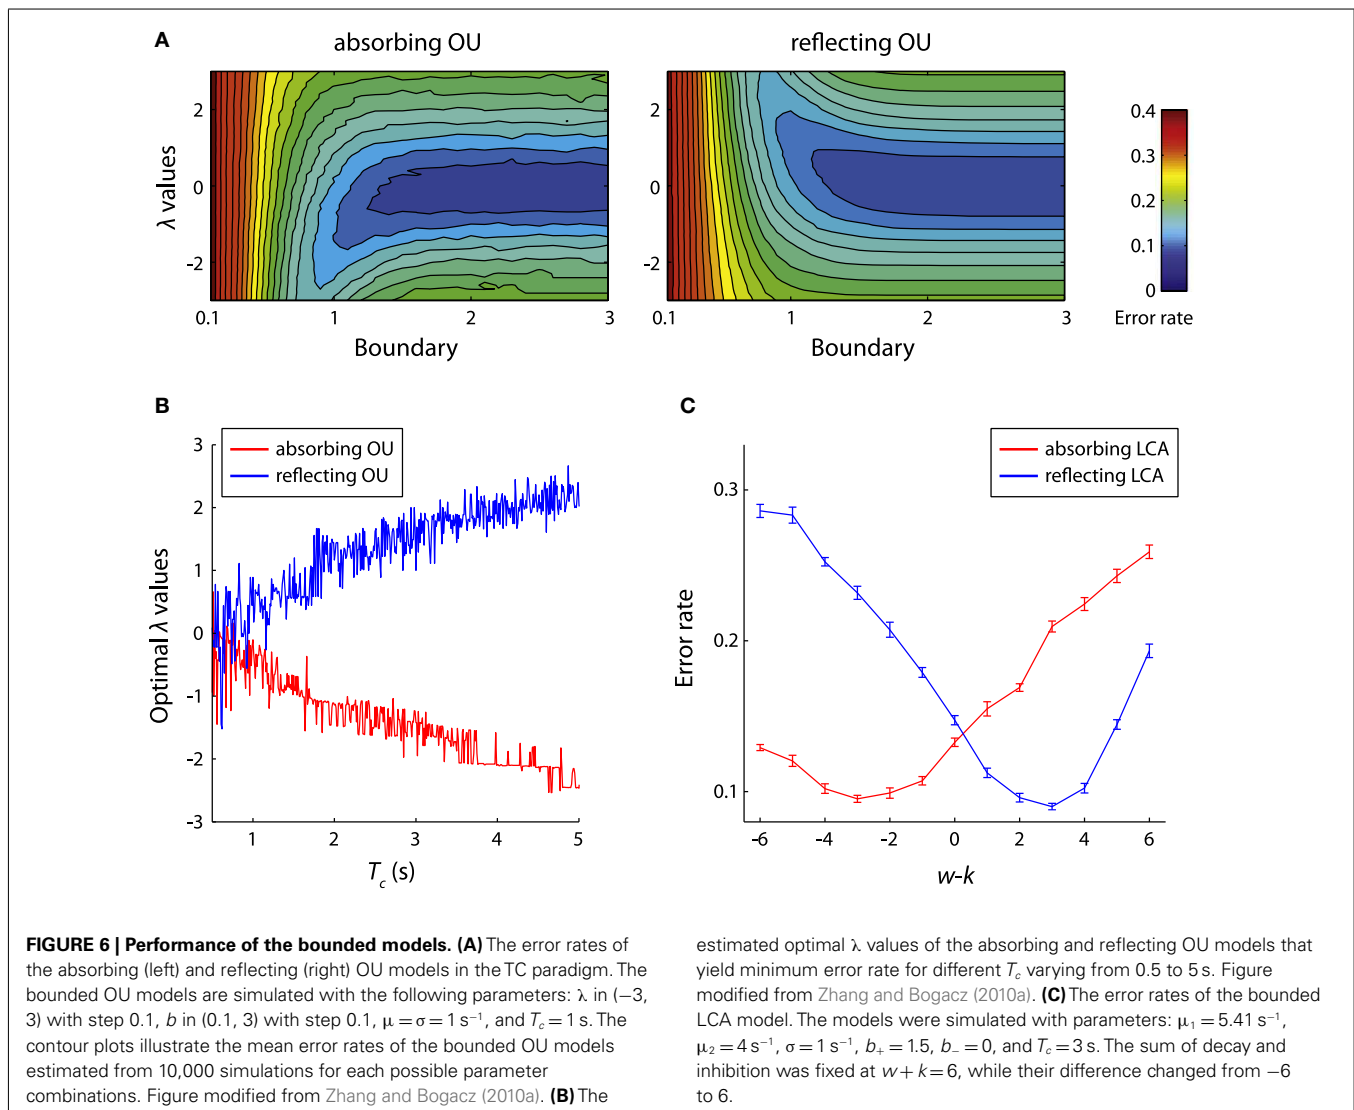 A
absorbing OU
reflecting OU
λ values
2
0
-2
0.1
1
2
3
Boundary
2
0
-2
0.1
1
2
3
Boundary
0.4
0.3
0.2
0.1
0
Error rate
B
absorbing OU
reflecting OU
Optimal λ values
3
2
1
0
-1
-2
-3
1
2
3
4
5
T_c (s)
C
absorbing LCA
reflecting LCA
Error rate
0.3
0.2
0.1
-6
-4
-2
0
2
4
6
w-k
FIGURE 6 | Performance of the bounded models. (A) The error rates of
the absorbing (left) and reflecting (right) OU models in the TC paradigm. The
bounded OU models are simulated with the following parameters: λ in (−3,
3) with step 0.1, b in (0.1, 3) with step 0.1, μ = σ = 1 s⁻¹, and T_c = 1 s. The
contour plots illustrate the mean error rates of the bounded OU models
estimated from 10,000 simulations for each possible parameter
combinations. Figure modified from Zhang and Bogacz (2010a). (B) The
estimated optimal λ values of the absorbing and reflecting OU models that
yield minimum error rate for different T_c varying from 0.5 to 5 s. Figure
modified from Zhang and Bogacz (2010a). (C) The error rates of the bounded
LCA model. The models were simulated with parameters: μ₁ = 5.41 s⁻¹,
μ₂ = 4 s⁻¹, σ = 1 s⁻¹, b₊ = 1.5, b₋ = 0, and T_c = 3 s. The sum of decay and
inhibition was fixed at w + k = 6, while their difference changed from −6
to 6.